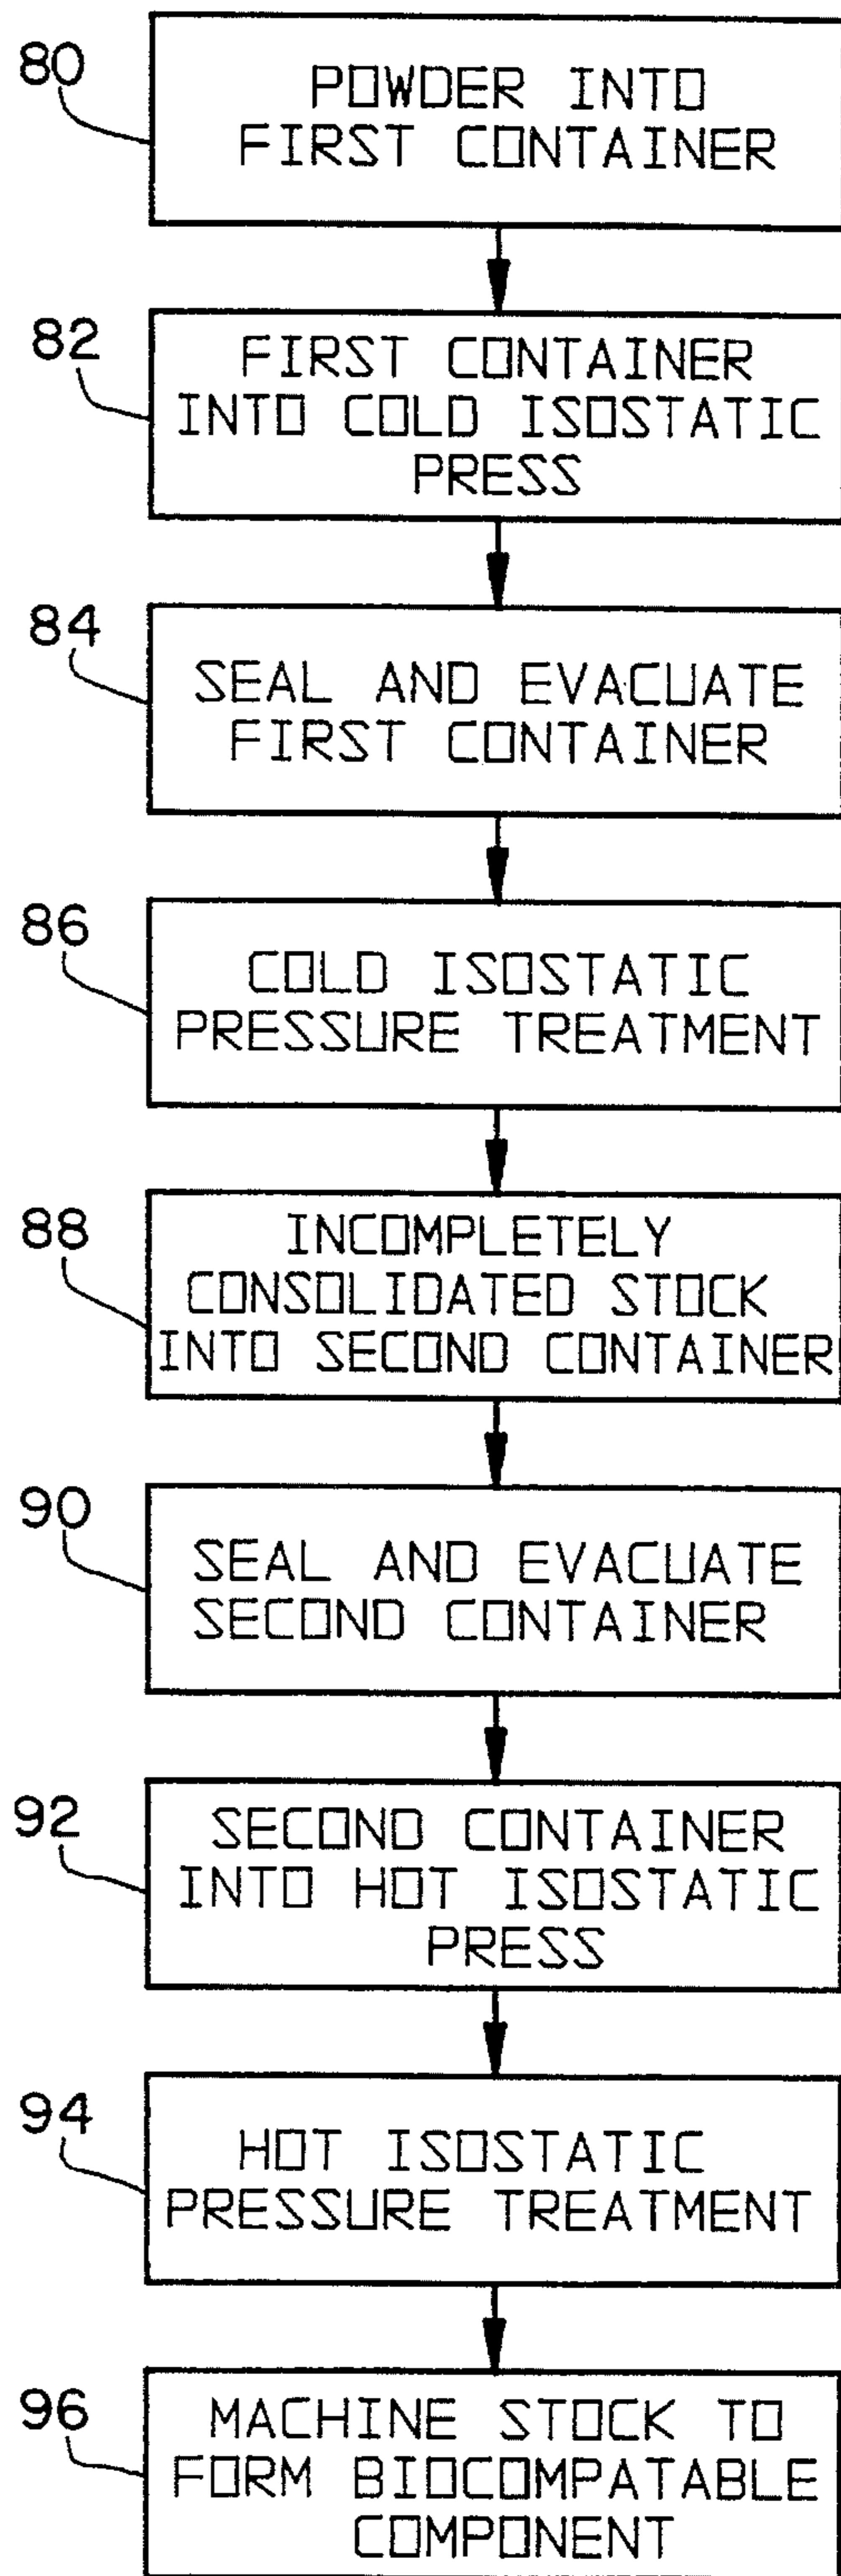 80
POWDER INTO
FIRST CONTAINER
82
FIRST CONTAINER
INTO COLD ISOSTATIC
PRESS
84
SEAL AND EVACUATE
FIRST CONTAINER
86
COLD ISOSTATIC
PRESSURE TREATMENT
88
INCOMPLETELY
CONSOLIDATED STOCK
INTO SECOND CONTAINER
90
SEAL AND EVACUATE
SECOND CONTAINER
92
SECOND CONTAINER
INTO HOT ISOSTATIC
PRESS
94
HOT ISOSTATIC
PRESSURE TREATMENT
96
MACHINE STOCK TO
FORM BIOCOMPATABLE
COMPONENT